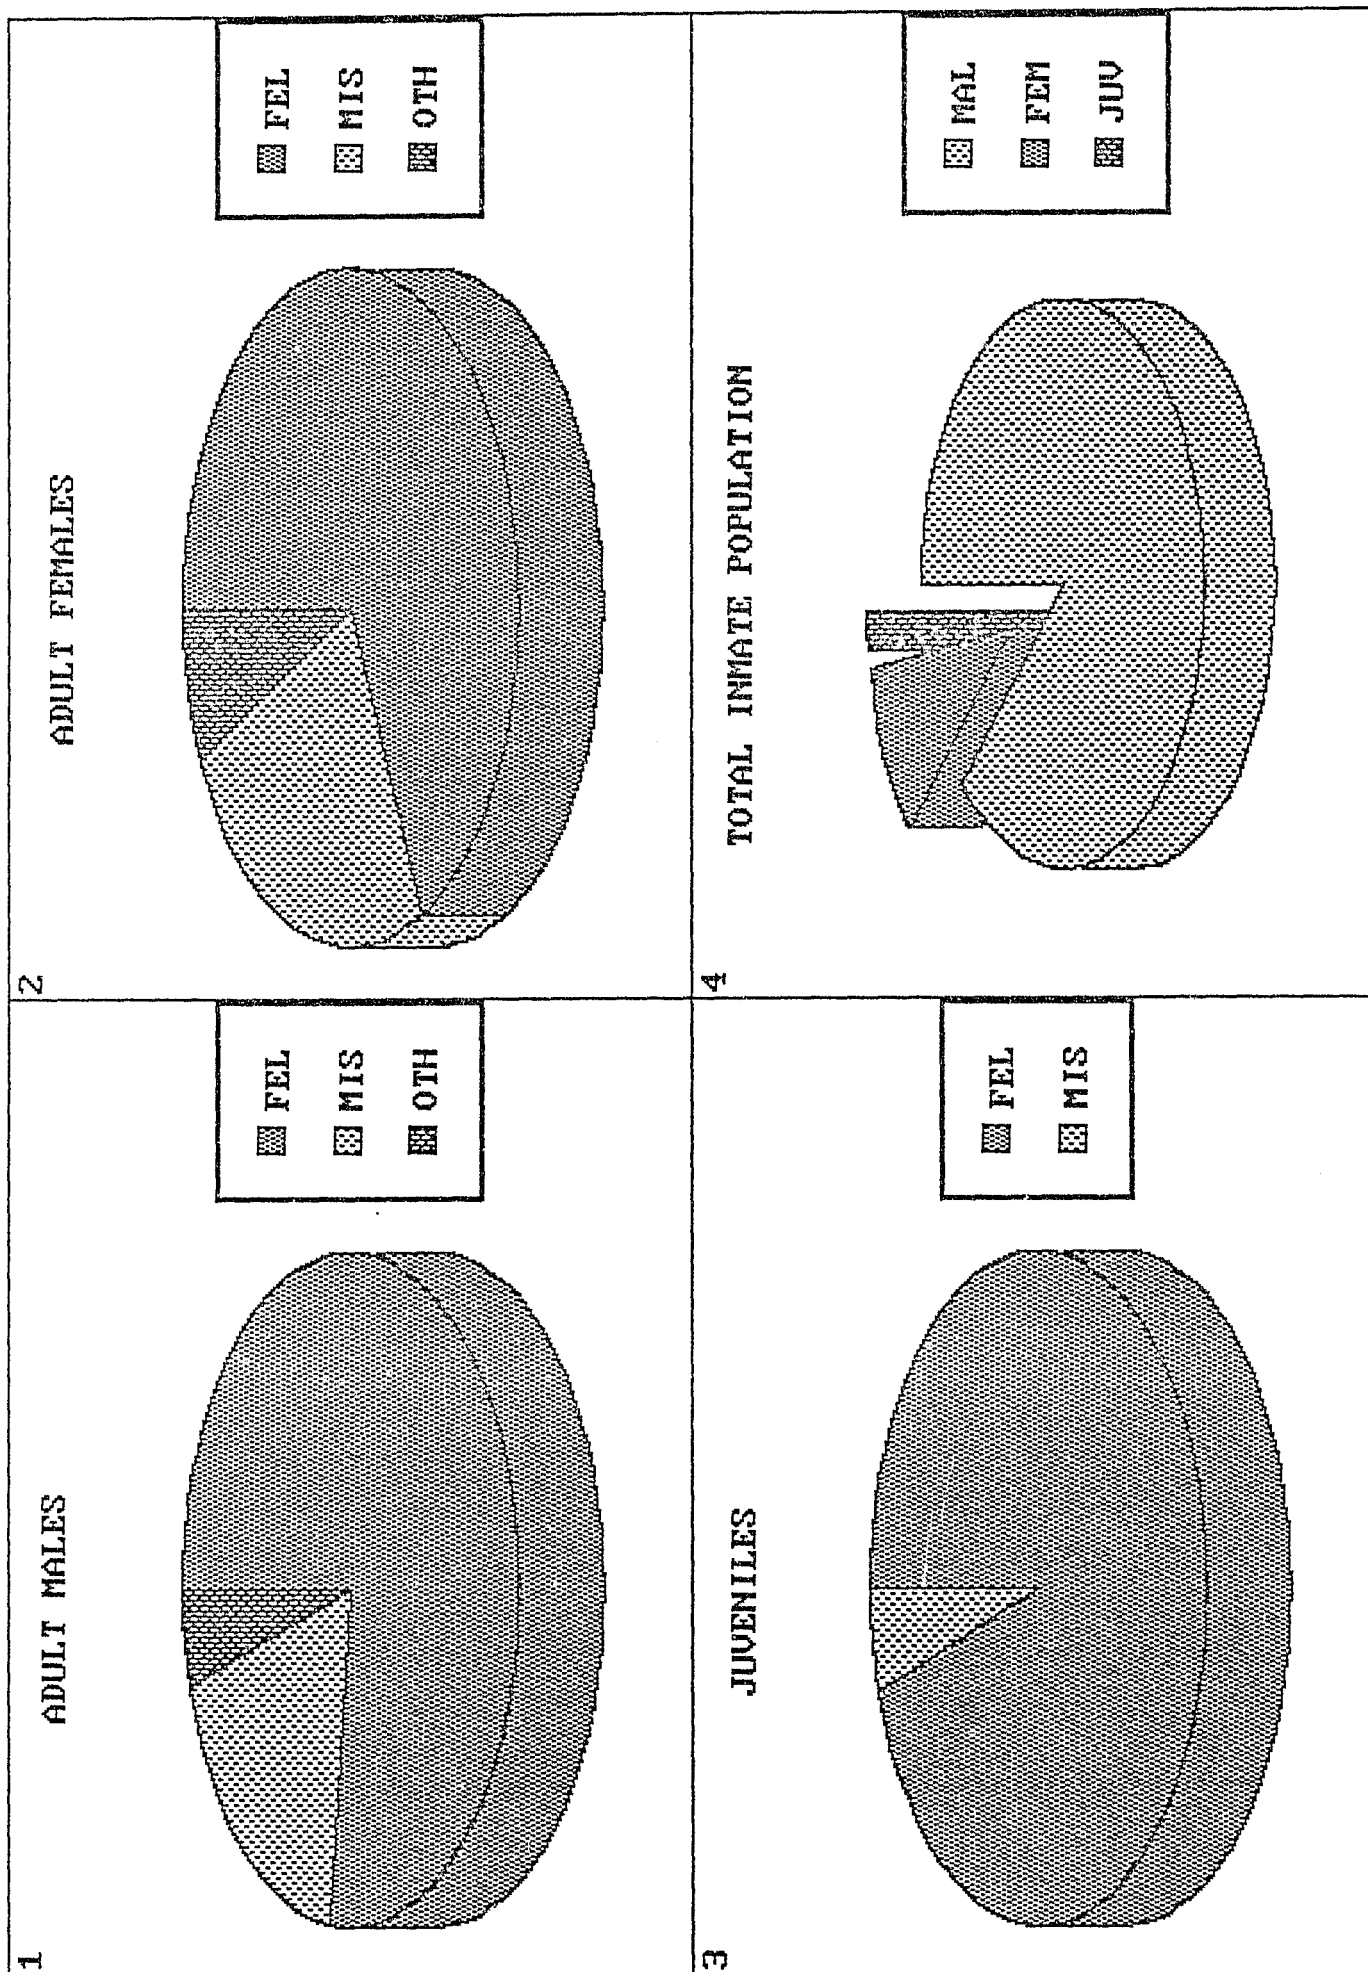 1
ADULT MALES
FEL
MIS
OTH
2
ADULT FEMALES
FEL
MIS
OTH
3
JUVENILES
FEL
MIS
4
TOTAL INMATE POPULATION
MAL
FEM
JUV